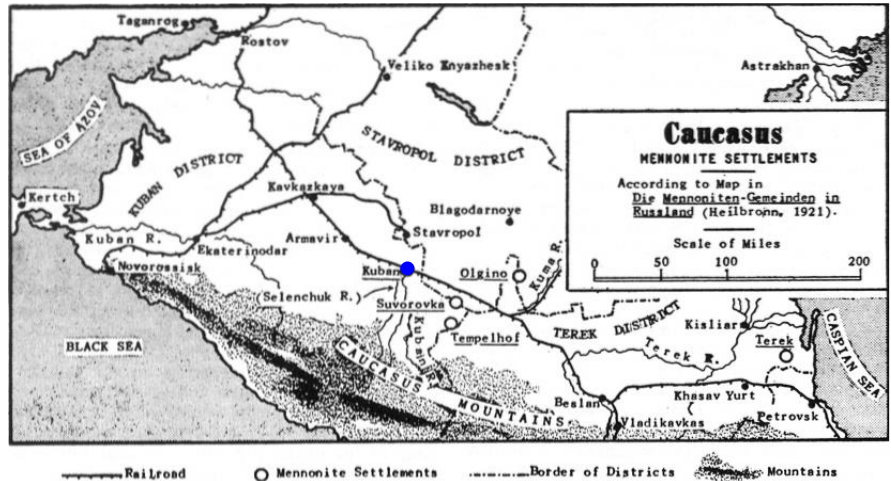 Taganrog
Rostov
Veliko Knyazhesk
Astrakhan
SEA OF AZOV
STAVROPOL DISTRICT
KUBAN DISTRICT
Caucasus
MENNONITE SETTLEMENTS
According to Map in
Die Mennoniten-Gemeinden in
Russland (Heilbronn, 1921).
Scale of Miles
0 100 200
Kertch
Kavkazkaya
Blagodarnoye
Kuban R.
Ekaterinodar
Armavir
Stavropol
Novorossisk
Kuban
Olgino
Kuma R.
(Selenchuk R.)
Suvorovka
Kuban R.
Tempelhof
TEREK DISTRICT
Kisliar
Terek R.
Terek
BLACK SEA
CASPIAN SEA
CAUCASUS MOUNTAINS
Beslan
Khasav Yurt
Vladikavkas
Petrovsk
Railroad
Mennonite Settlements
Border of Districts
Mountains